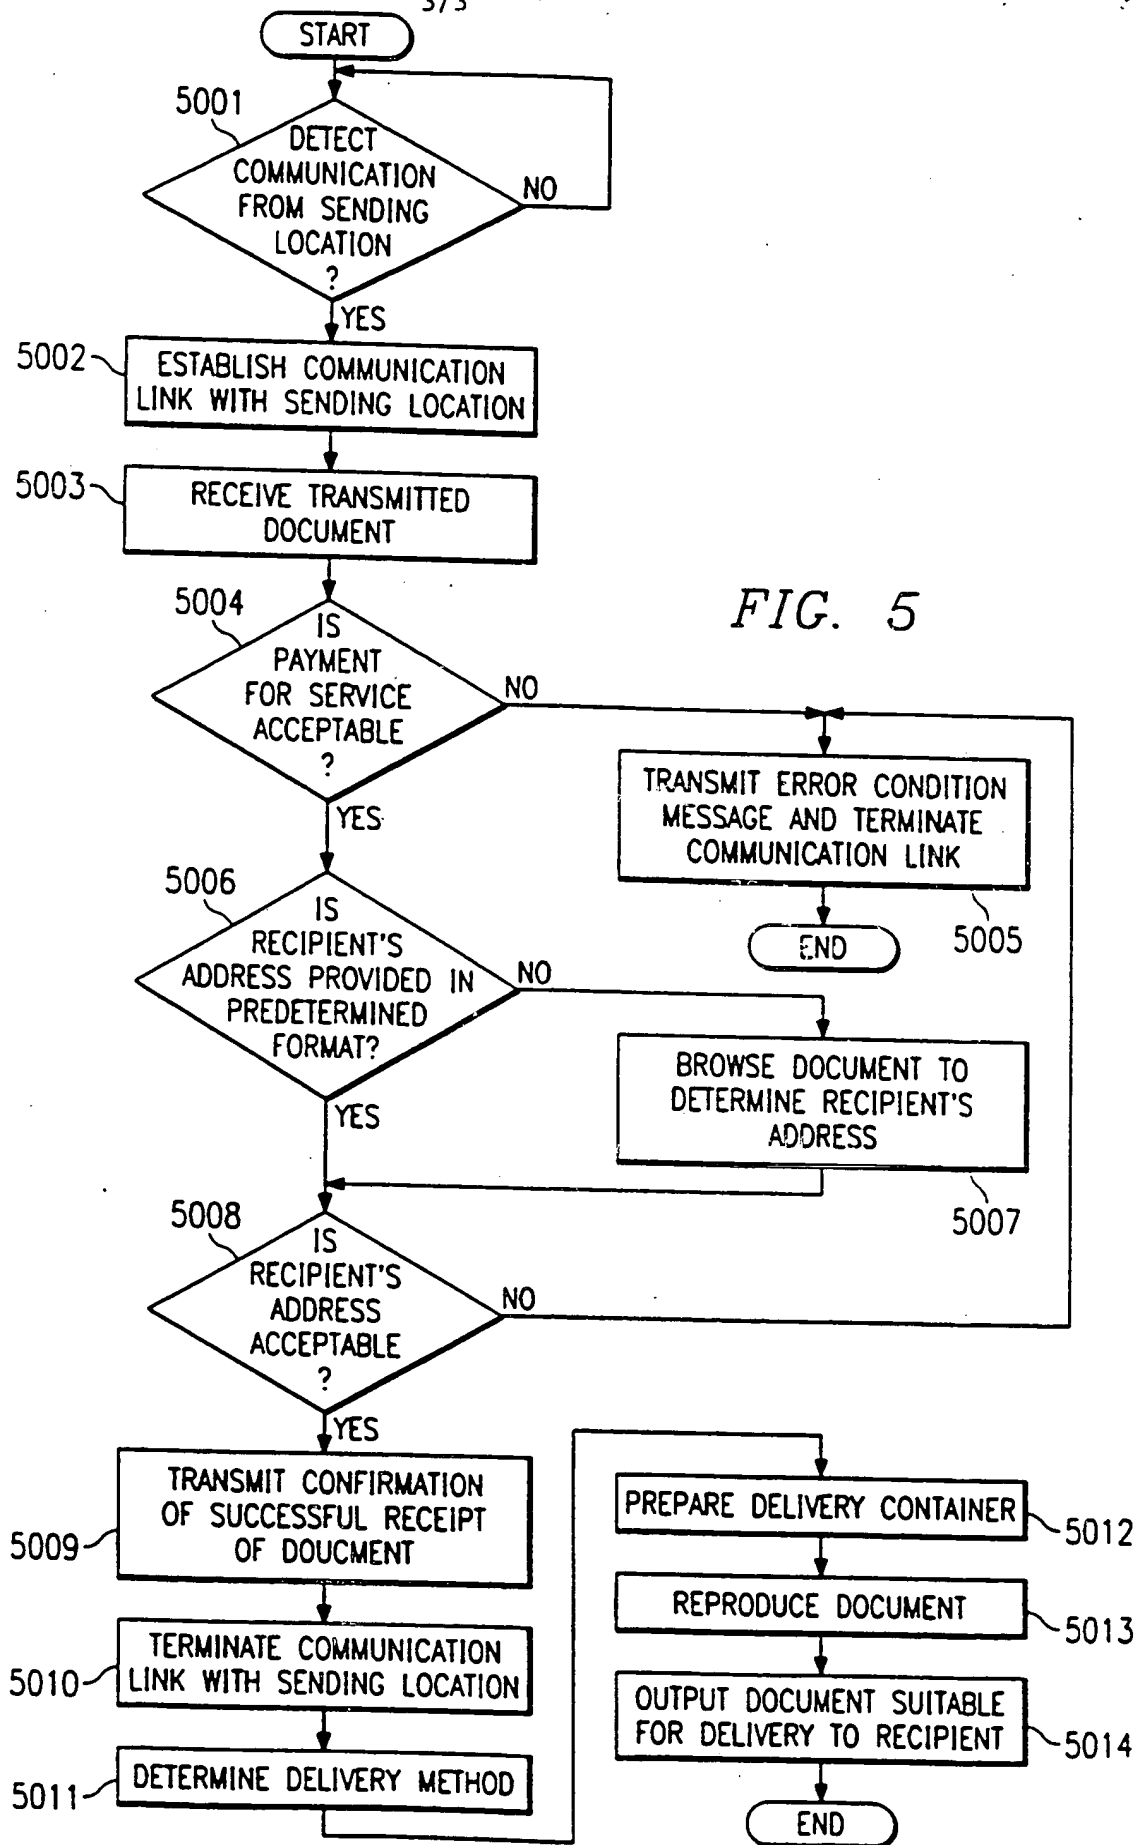 3/3
START
5001
DETECT
COMMUNICATION
FROM SENDING
LOCATION
?
NO
YES
5002
ESTABLISH COMMUNICATION
LINK WITH SENDING LOCATION
5003
RECEIVE TRANSMITTED
DOCUMENT
FIG. 5
5004
IS
PAYMENT
FOR SERVICE
ACCEPTABLE
?
NO
YES
TRANSMIT ERROR CONDITION
MESSAGE AND TERMINATE
COMMUNICATION LINK
5005
END
5006
IS
RECIPIENT'S
ADDRESS PROVIDED IN
PREDETERMINED
FORMAT?
NO
YES
BROWSE DOCUMENT TO
DETERMINE RECIPIENT'S
ADDRESS
5007
5008
IS
RECIPIENT'S
ADDRESS
ACCEPTABLE
?
NO
YES
TRANSMIT CONFIRMATION
OF SUCCESSFUL RECEIPT
OF DOUCMENT
5009
TERMINATE COMMUNICATION
LINK WITH SENDING LOCATION
5010
DETERMINE DELIVERY METHOD
5011
PREPARE DELIVERY CONTAINER
5012
REPRODUCE DOCUMENT
5013
OUTPUT DOCUMENT SUITABLE
FOR DELIVERY TO RECIPIENT
5014
END